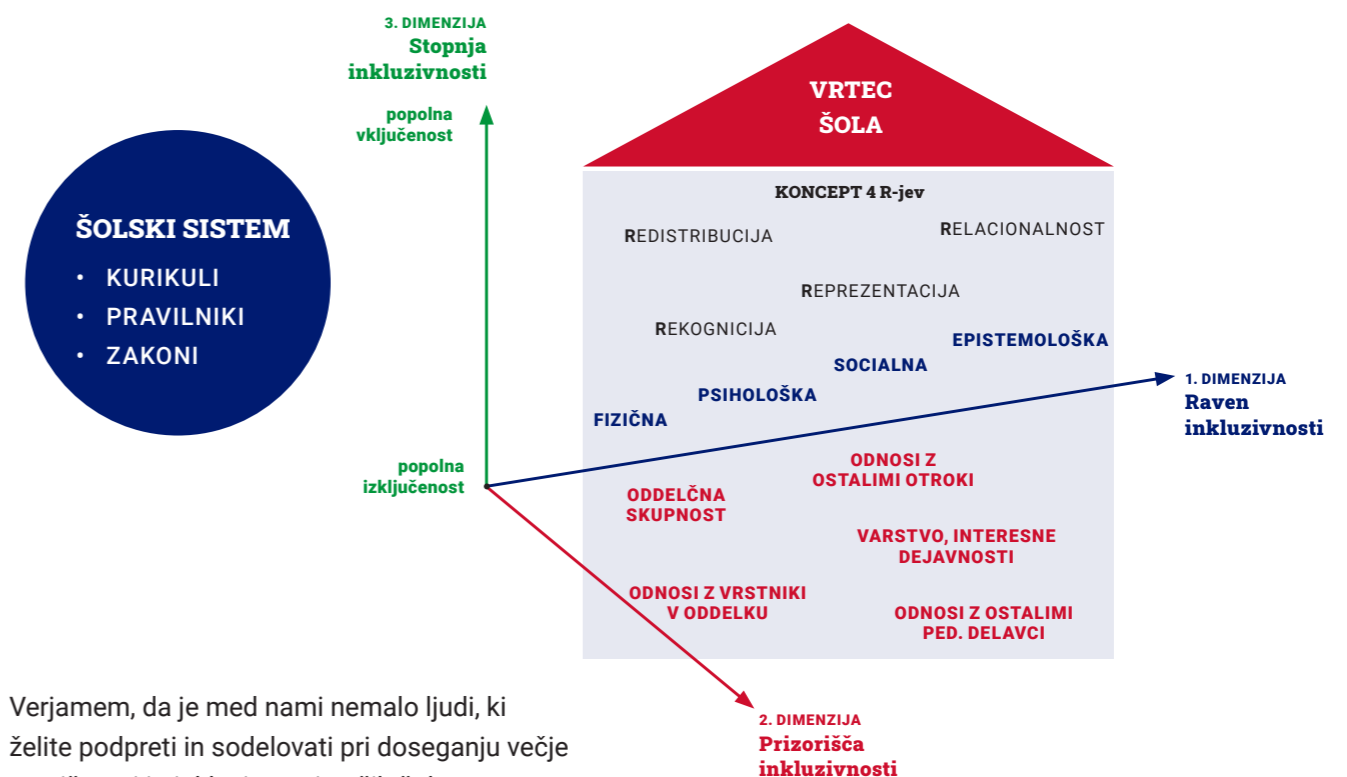 3. DIMENZIJA
Stopnja
inkluzivnosti
popolna
vključenost
ŠOLSKI SISTEM
• KURIKULI
• PRAVILNIKI
• ZAKONI
popolna
izključenost
VRTEC
ŠOLA
KONCEPT 4 R-jev
REDISTRIBUCIJA
RELACIONALNOST
REPREZENTACIJA
REKOGNICIJA
EPISTEMOLOŠKA
SOCIALNA
PSIHOLOŠKA
FIZIČNA
1. DIMENZIJA
Raven
inkluzivnosti
ODDELČNA
SKUPNOST
ODNOSI Z
OSTALIMI OTROKI
VARSTVO, INTERESNE
DEJAVNOSTI
ODNOSI Z VRSTNIKI
V ODDELKU
ODNOSI Z OSTALIMI
PED. DELAVCI
2. DIMENZIJA
Prizorišča
inkluzivnosti
Verjamem, da je med nami nemalo ljudi, ki
želite podpreti in sodelovati pri doseganju večje